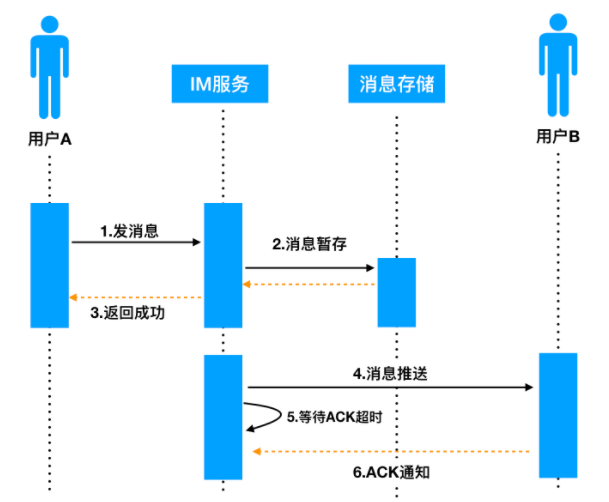 IM服务
消息存储
用户A
用户B
1.发消息
2.消息暂存
3.返回成功
4.消息推送
5.等待ACK超时
6.ACK通知